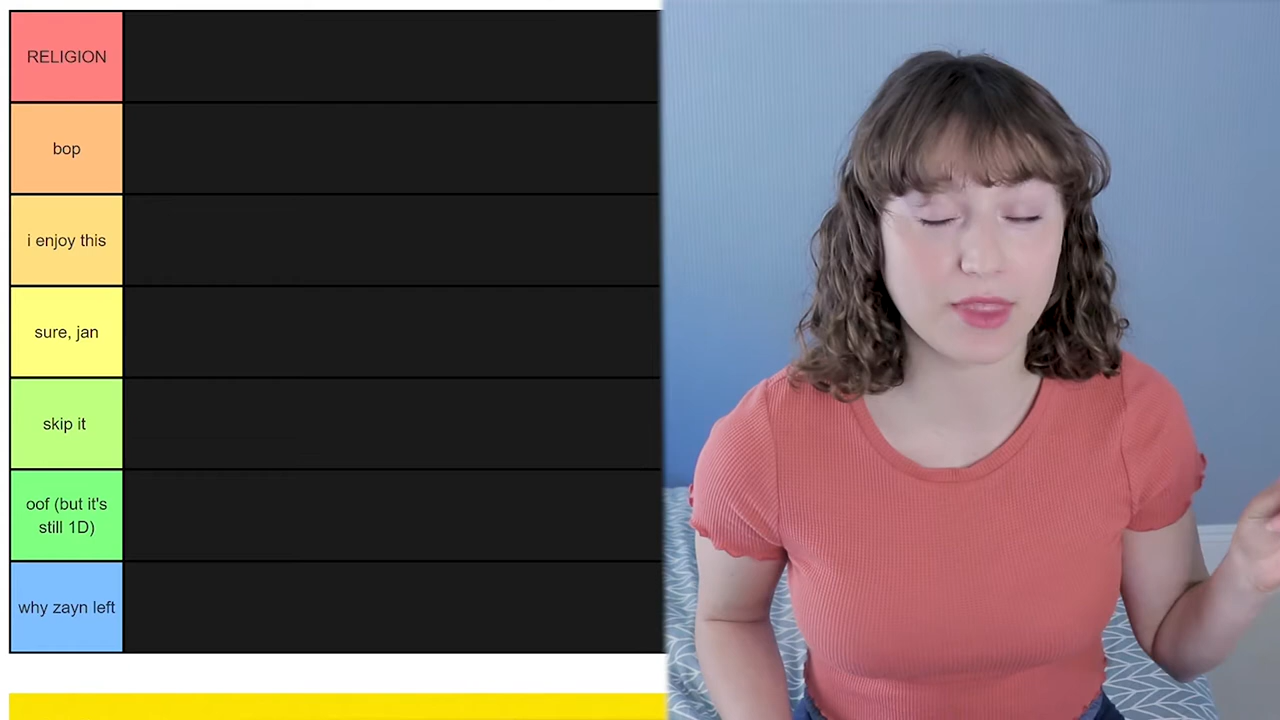 RELIGION
bop
i enjoy this
sure, jan
skip it
oof (but it's
still 1D)
why zayn left